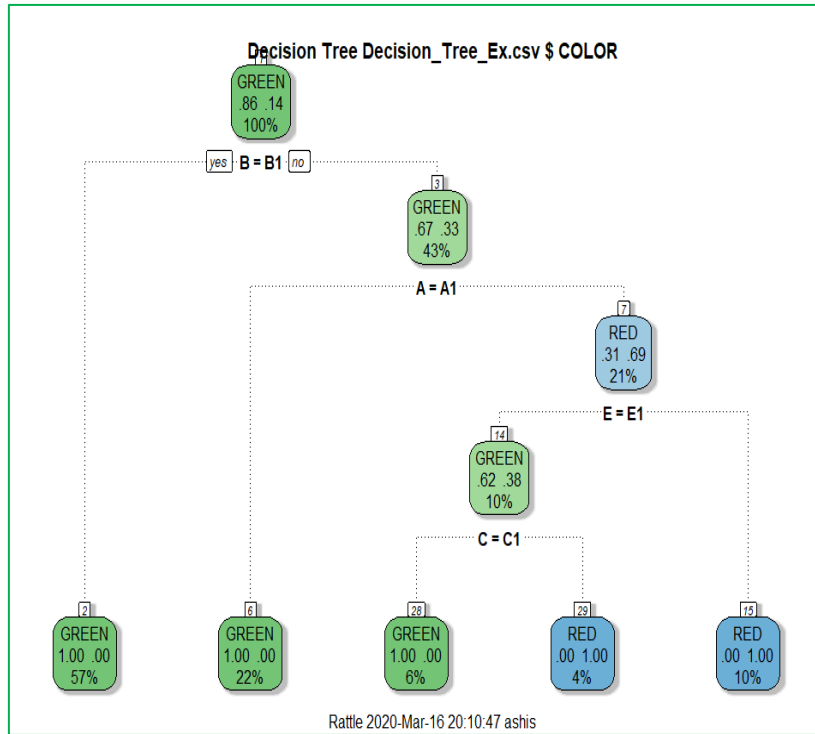 Decision Tree Decision_Tree_Ex.csv $ COLOR
1
GREEN
.86 .14
100%
yes B = B1 no
3
GREEN
.67 .33
43%
A = A1
7
RED
.31 .69
21%
E = E1
14
GREEN
.62 .38
10%
C = C1
2
GREEN
1.00 .00
57%
6
GREEN
1.00 .00
22%
28
GREEN
1.00 .00
6%
29
RED
.00 1.00
4%
15
RED
.00 1.00
10%
Rattle 2020-Mar-16 20:10:47 ashis